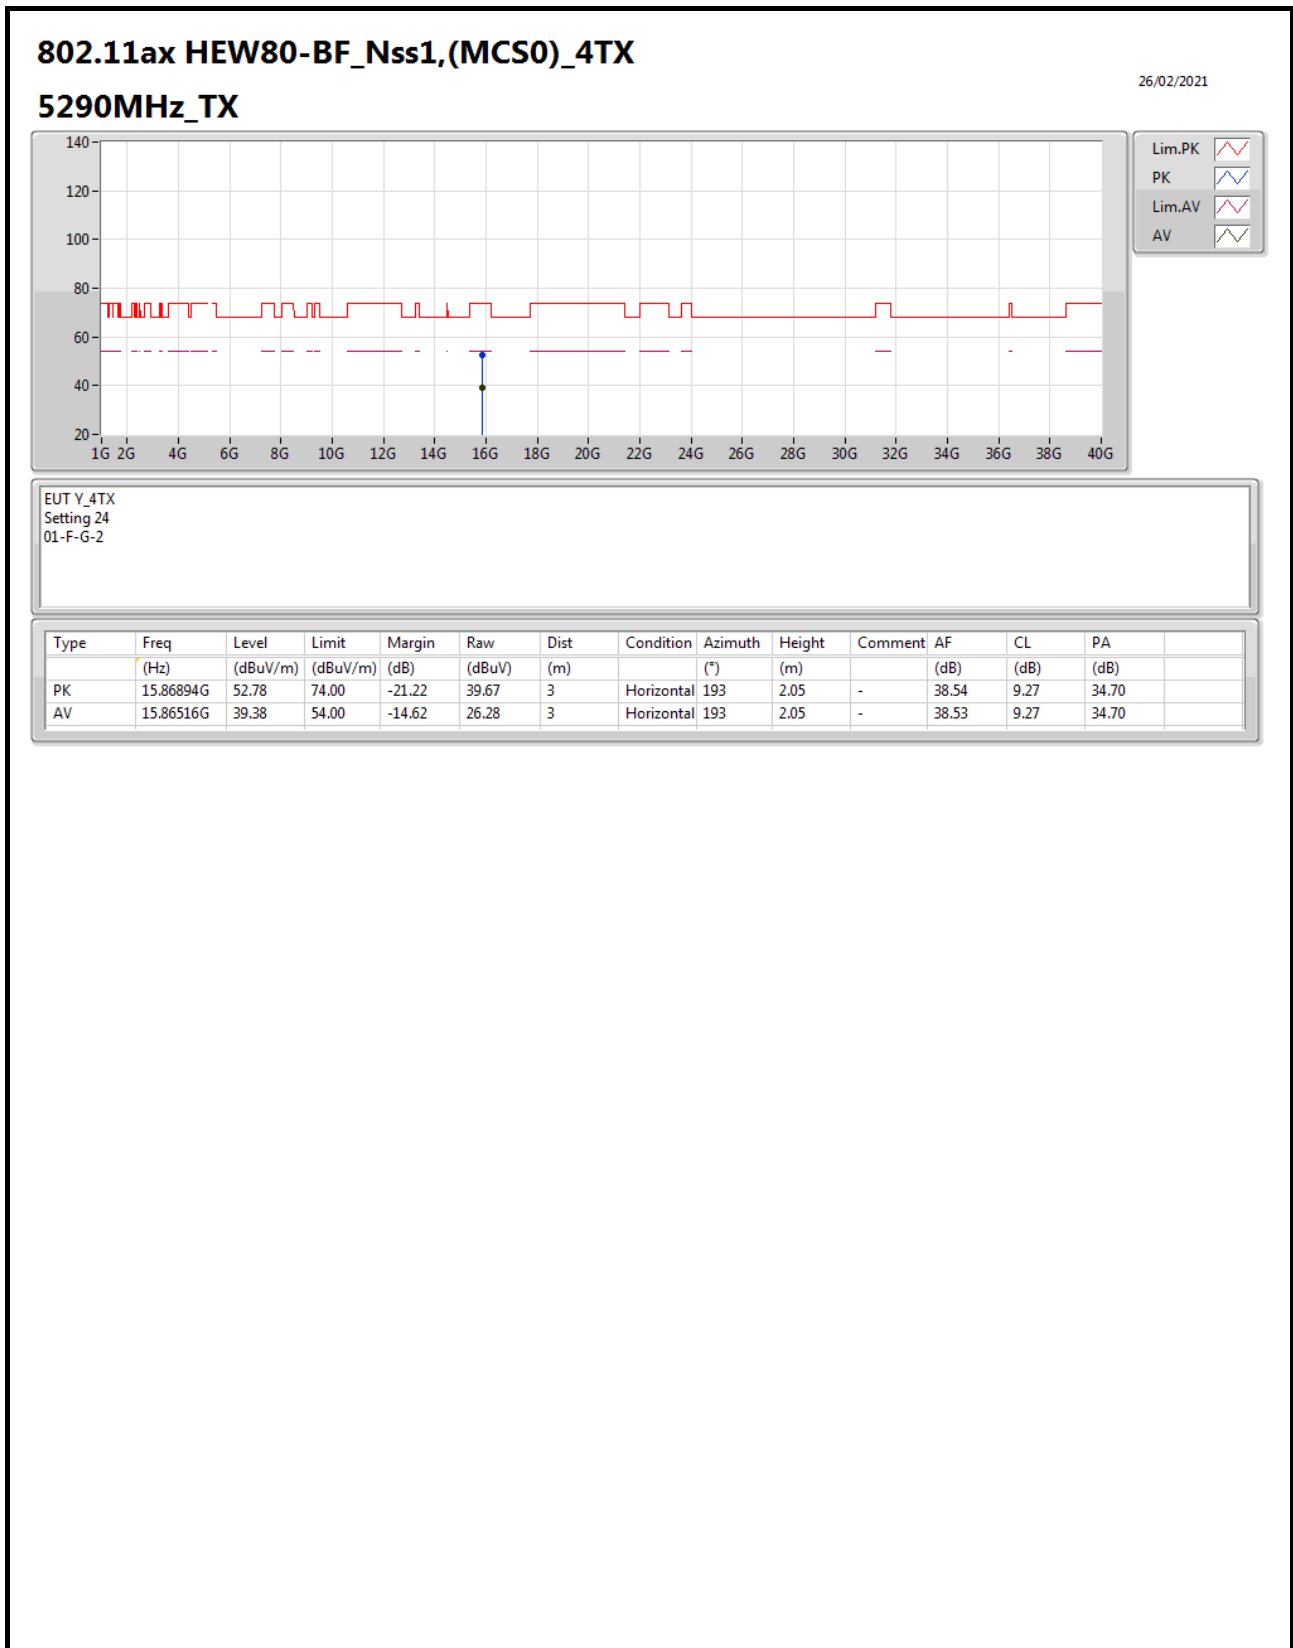 802.11ax HEW80-BF_Nss1,(MCS0)_4TX
26/02/2021
5290MHz_TX
140
120
100
80
60
40
20
1G 2G 4G 6G 8G 10G 12G 14G 16G 18G 20G 22G 24G 26G 28G 30G 32G 34G 36G 38G 40G
Lim.PK
PK
Lim.AV
AV
EUT Y_4TX
Setting 24
01-F-G-2
Type Freq Level Limit Margin Raw Dist Condition Azimuth Height Comment AF CL PA
(Hz) (dBuV/m) (dBuV/m) (dB) (dBuV) (m) (°) (m) (dB) (dB) (dB)
PK 15.86894G 52.78 74.00 -21.22 39.67 3 Horizontal 193 2.05 - 38.54 9.27 34.70
AV 15.86516G 39.38 54.00 -14.62 26.28 3 Horizontal 193 2.05 - 38.53 9.27 34.70